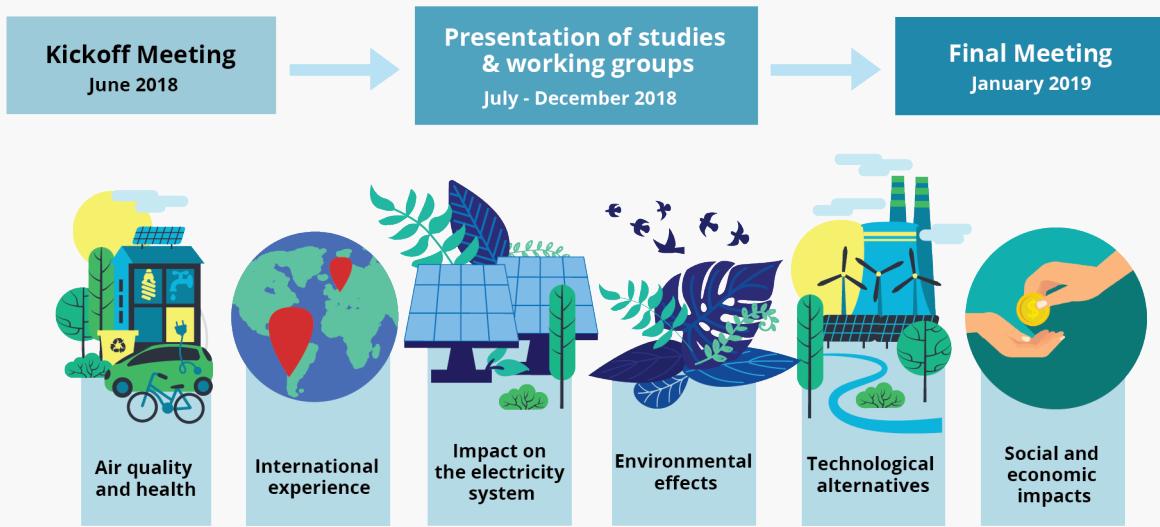 Kickoff Meeting
June 2018
Presentation of studies
& working groups
July - December 2018
Final Meeting
January 2019
Air quality
and health
International
experience
Impact on
the electricity
system
Environmental
effects
Technological
alternatives
$
Social and
economic
impacts